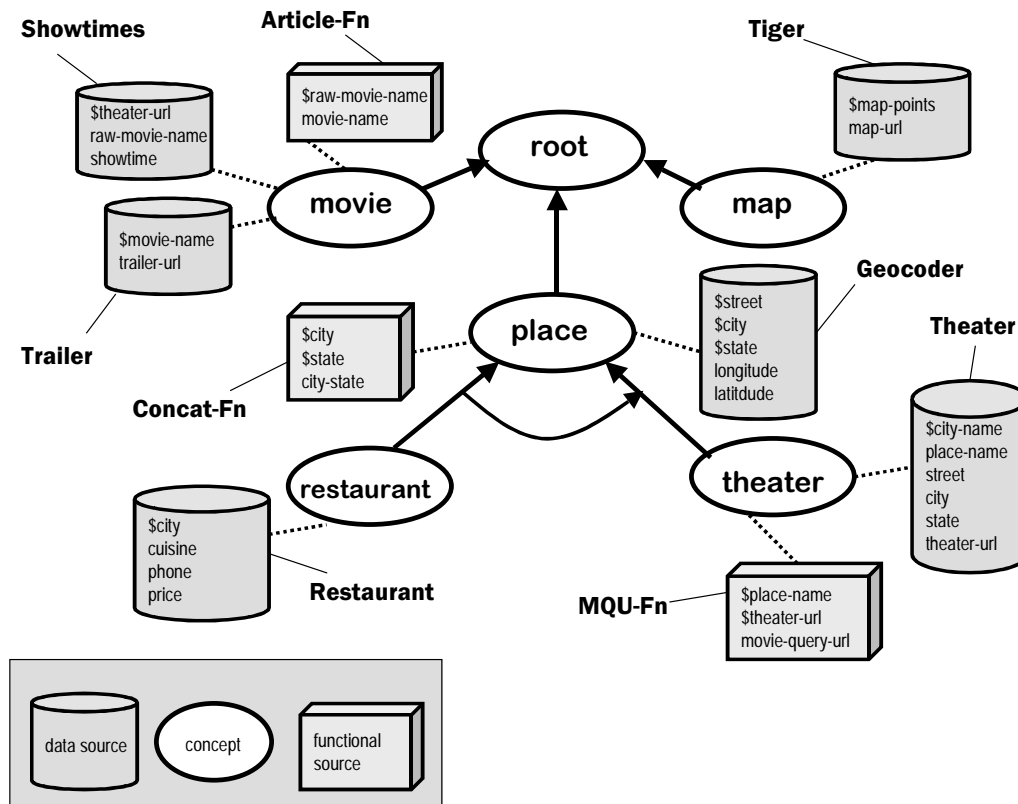 Showtimes
$theater-url
raw-movie-name
showtime
Article-Fn
$raw-movie-name
movie-name
Tiger
$map-points
map-url
root
movie
map
$movie-name
trailer-url
Trailer
Geocoder
$street
$city
$state
longitude
latitdude
place
$city
$state
city-state
Concat-Fn
Theater
$city-name
place-name
street
city
state
theater-url
restaurant
theater
$city
cuisine
phone
price
Restaurant
MQU-Fn
$place-name
$theater-url
movie-query-url
data source
concept
functional
source